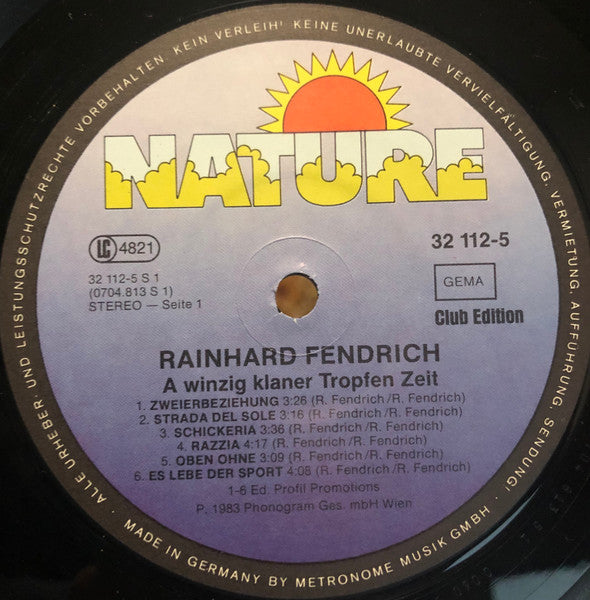 ALLE URHEBER- UND LEISTUNGSSCHUTZRECHTE VORBEHALTEN. KEIN VERLEIH! KEINE UNERLAUBTE VERVIELFÄLTIGUNG, VERMIETUNG, AUFFÜHRUNG, SENDUNG!
NATURE
LC 4821
32 112-5
32 112-5 S 1
(0704.813 S 1)
STEREO — Seite 1
GEMA
Club Edition
RAINHARD FENDRICH
A winzig klaner Tropfen Zeit
1. ZWEIERBEZIEHUNG 3:26 (R. Fendrich/R. Fendrich)
2. STRADA DEL SOLE 3:16 (R. Fendrich/R. Fendrich)
3. SCHICKERIA 3:36 (R. Fendrich/R. Fendrich)
4. RAZZIA 4:17 (R. Fendrich/R. Fendrich)
5. OBEN OHNE 3:09 (R. Fendrich/R. Fendrich)
6. ES LEBE DER SPORT 4:08 (R. Fendrich/R. Fendrich)
1-6 Ed. Profil Promotions
P. 1983 Phonogram Ges. mbH Wien
MADE IN GERMANY BY METRONOME MUSIK GMBH